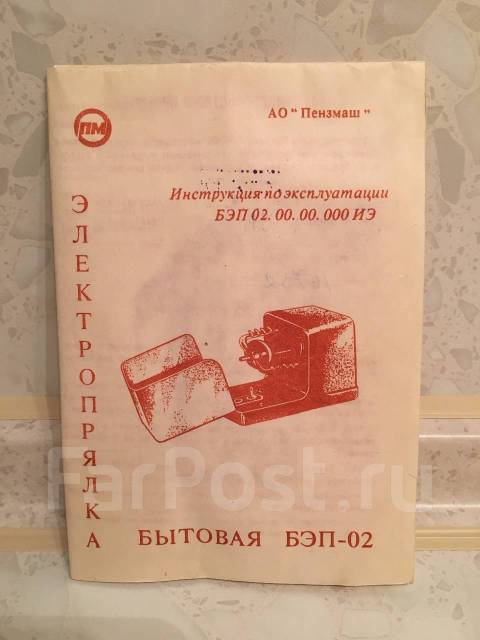 ПМ
АО "Пензмаш"
Инструкция по эксплуатации
БЭП 02. 00. 00. 000 ИЭ
ЭЛЕКТРОПРЯЛКА
БЫТОВАЯ БЭП-02
FarPost.ru